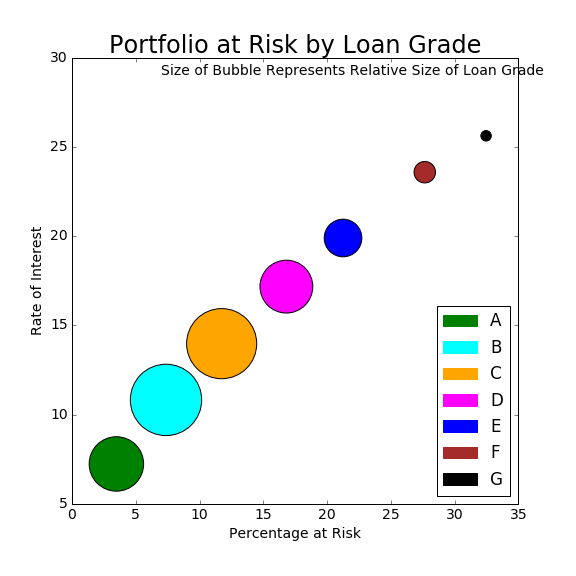 Portfolio at Risk by Loan Grade
Size of Bubble Represents Relative Size of Loan Grade
30
25
20
15
10
5
Rate of Interest
A
B
C
D
E
F
G
0 5 10 15 20 25 30 35
Percentage at Risk